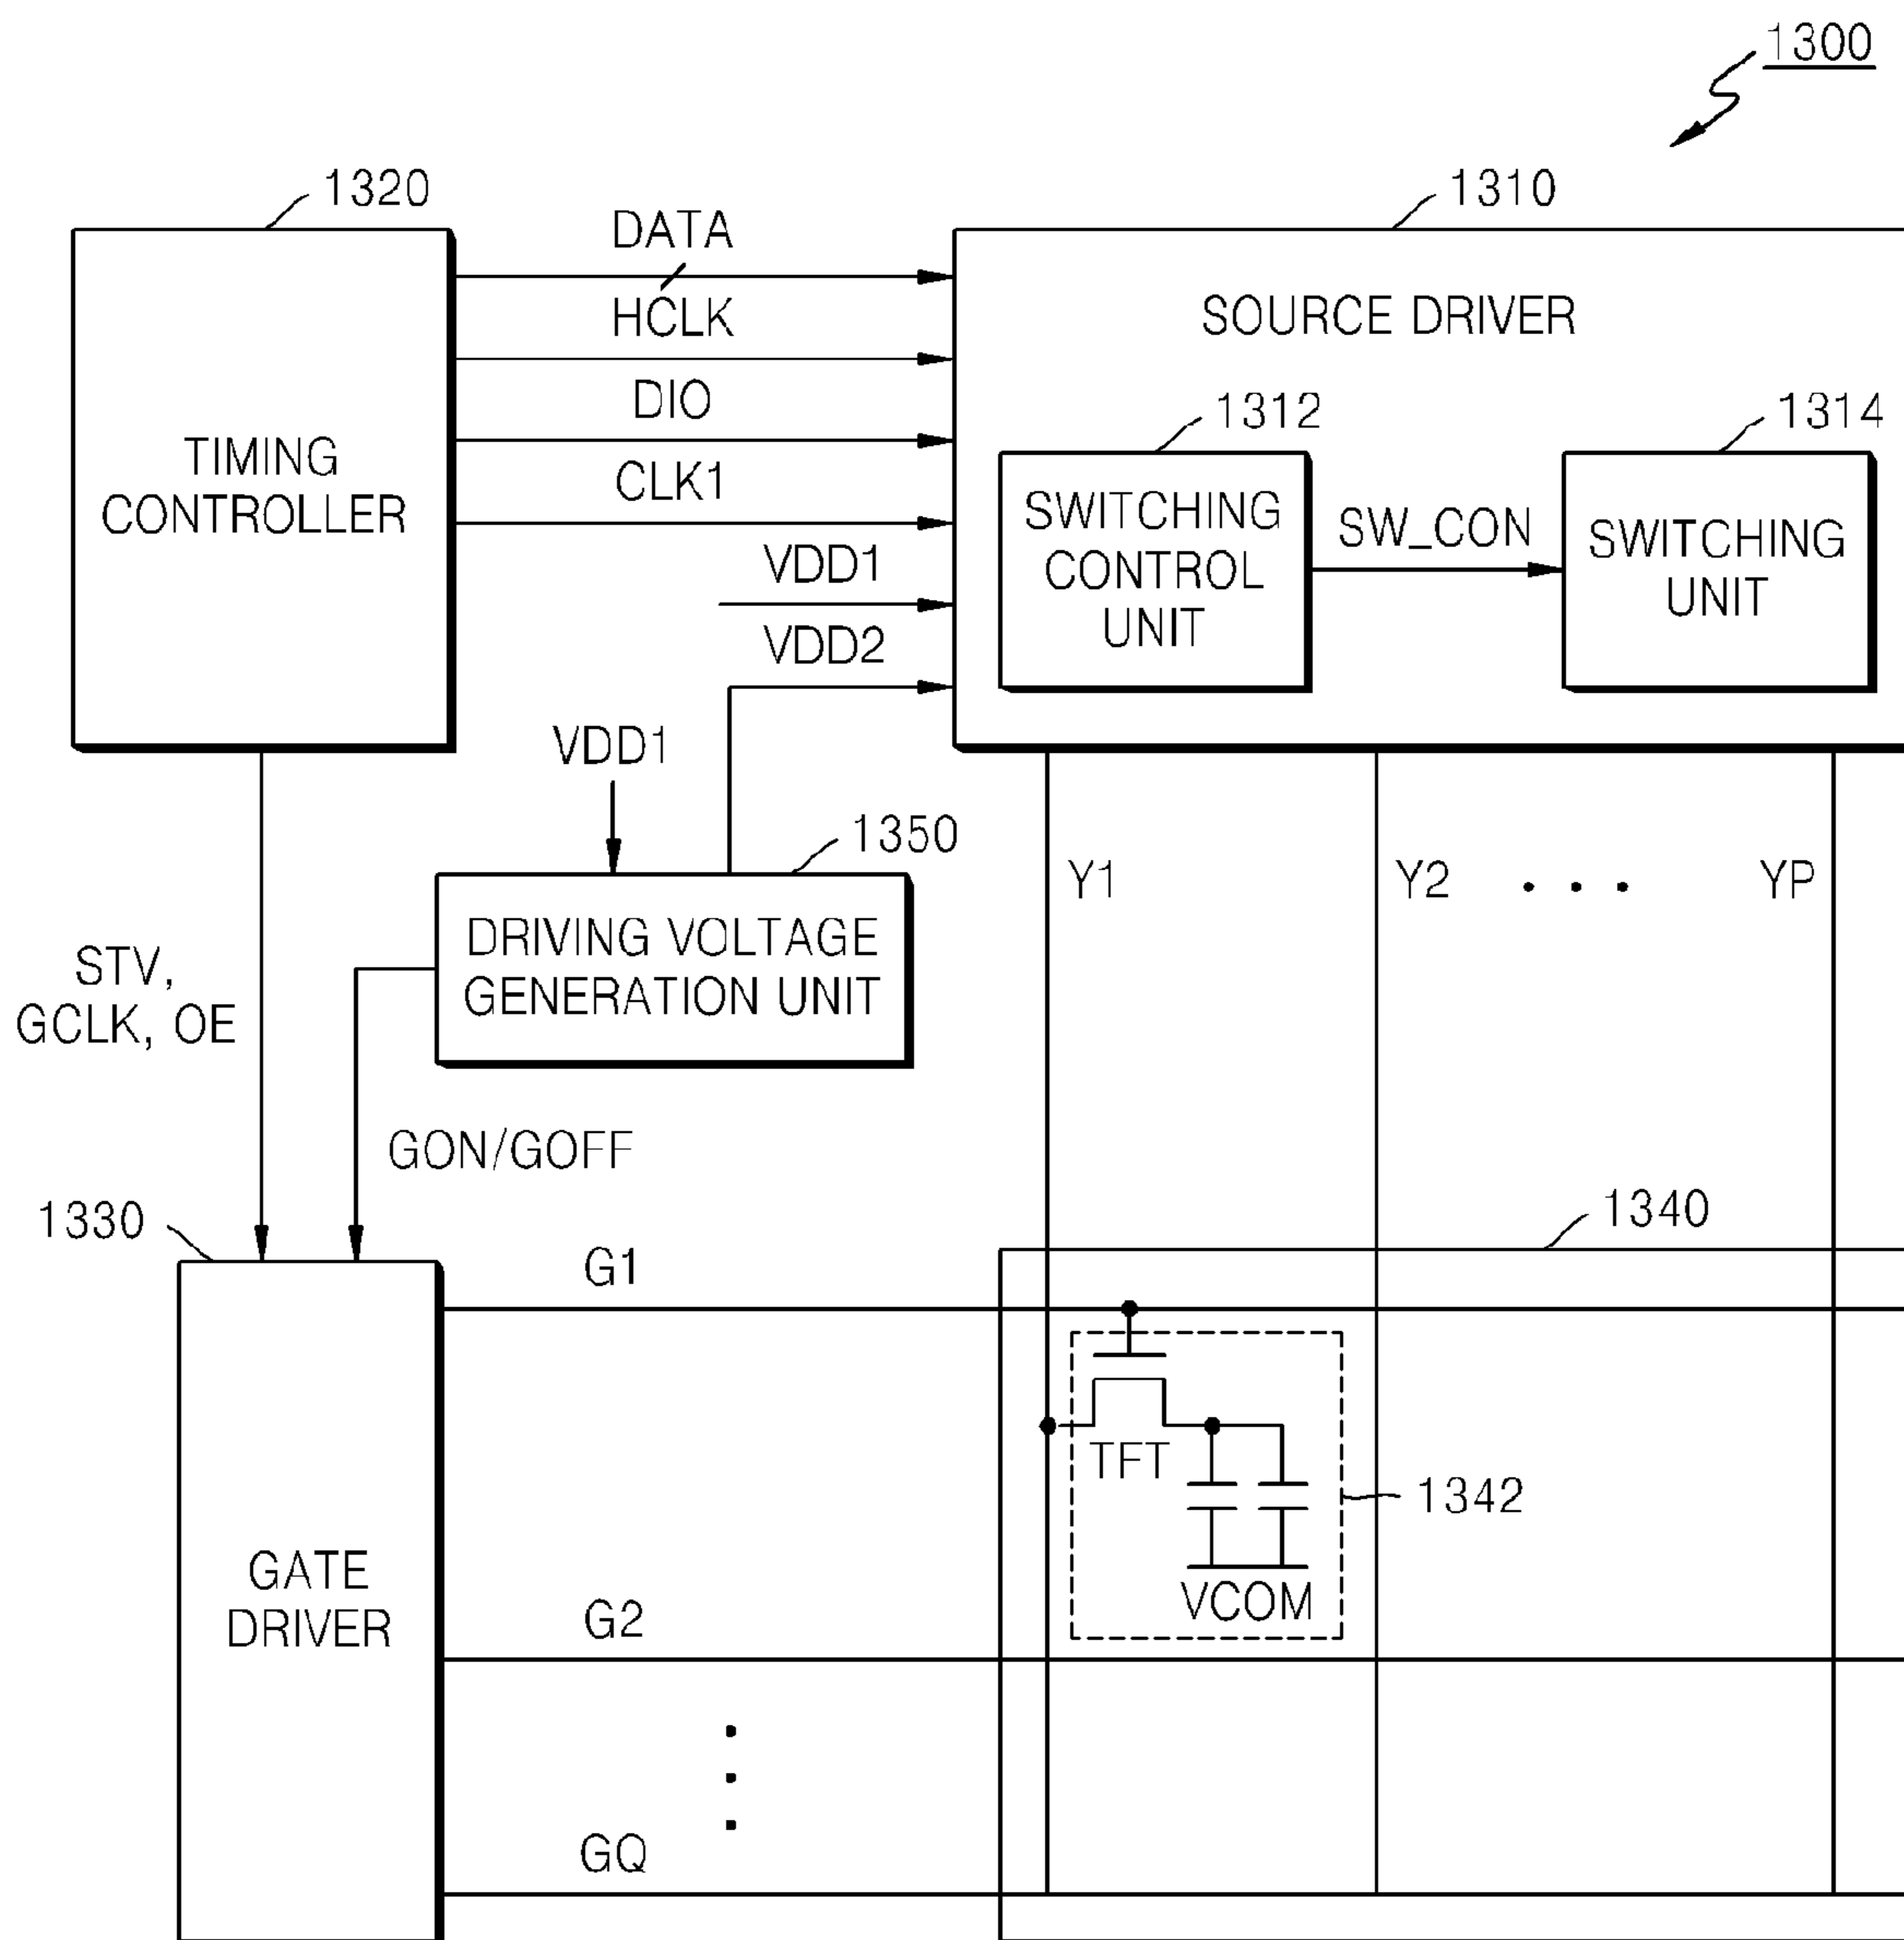 1300
1320
1310
DATA
HCLK
DIO
CLK1
VDD1
VDD2
TIMING
CONTROLLER
SOURCE DRIVER
1312
1314
SWITCHING
CONTROL
UNIT
SW_CON
SWITCHING
UNIT
VDD1
1350
DRIVING VOLTAGE
GENERATION UNIT
Y1
Y2
. . .
YP
STV,
GCLK, OE
GON/GOFF
1330
1340
GATE
DRIVER
G1
TFT
1342
VCOM
G2
GQ